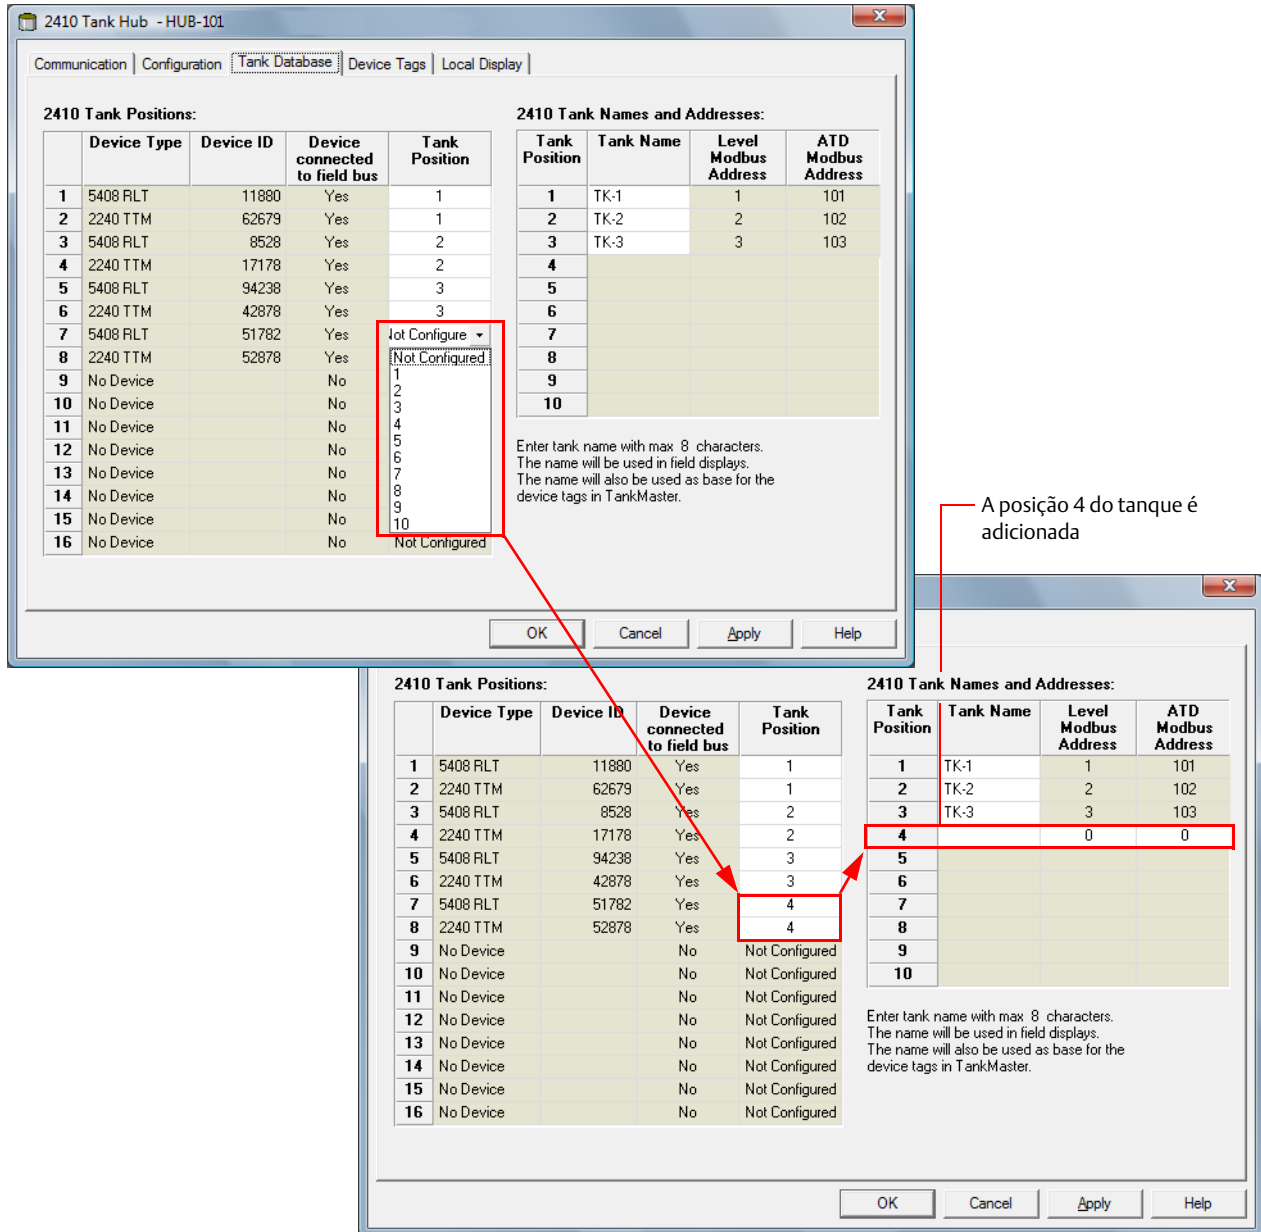 2410 Tank Hub - HUB-101
Communication Configuration Tank Database Device Tags Local Display
2410 Tank Positions:
Device Type Device ID Device connected to field bus Tank Position
1 5408 RLT 11880 Yes 1
2 2240 TTM 62679 Yes 1
3 5408 RLT 8528 Yes 2
4 2240 TTM 17178 Yes 2
5 5408 RLT 94238 Yes 3
6 2240 TTM 42878 Yes 3
7 5408 RLT 51782 Yes Not Configure
8 2240 TTM 52878 Yes
9 No Device No
10 No Device No
11 No Device No
12 No Device No
13 No Device No
14 No Device No
15 No Device No
16 No Device No Not Configured
Not Configured
1
2
3
4
5
6
7
8
9
10
2410 Tank Names and Addresses:
Tank Position Tank Name Level Modbus Address ATD Modbus Address
1 TK-1 1 101
2 TK-2 2 102
3 TK-3 3 103
4
5
6
7
8
9
10
Enter tank name with max 8 characters.
The name will be used in field displays.
The name will also be used as base for the
device tags in TankMaster.
OK Cancel Apply Help
A posição 4 do tanque é
adicionada
2410 Tank Positions:
Device Type Device ID Device connected to field bus Tank Position
1 5408 RLT 11880 Yes 1
2 2240 TTM 62679 Yes 1
3 5408 RLT 8528 Yes 2
4 2240 TTM 17178 Yes 2
5 5408 RLT 94238 Yes 3
6 2240 TTM 42878 Yes 3
7 5408 RLT 51782 Yes 4
8 2240 TTM 52878 Yes 4
9 No Device No Not Configured
10 No Device No Not Configured
11 No Device No Not Configured
12 No Device No Not Configured
13 No Device No Not Configured
14 No Device No Not Configured
15 No Device No Not Configured
16 No Device No Not Configured
2410 Tank Names and Addresses:
Tank Position Tank Name Level Modbus Address ATD Modbus Address
1 TK-1 1 101
2 TK-2 2 102
3 TK-3 3 103
4 0 0
5
6
7
8
9
10
Enter tank name with max 8 characters.
The name will be used in field displays.
The name will also be used as base for the
device tags in TankMaster.
OK Cancel Apply Help